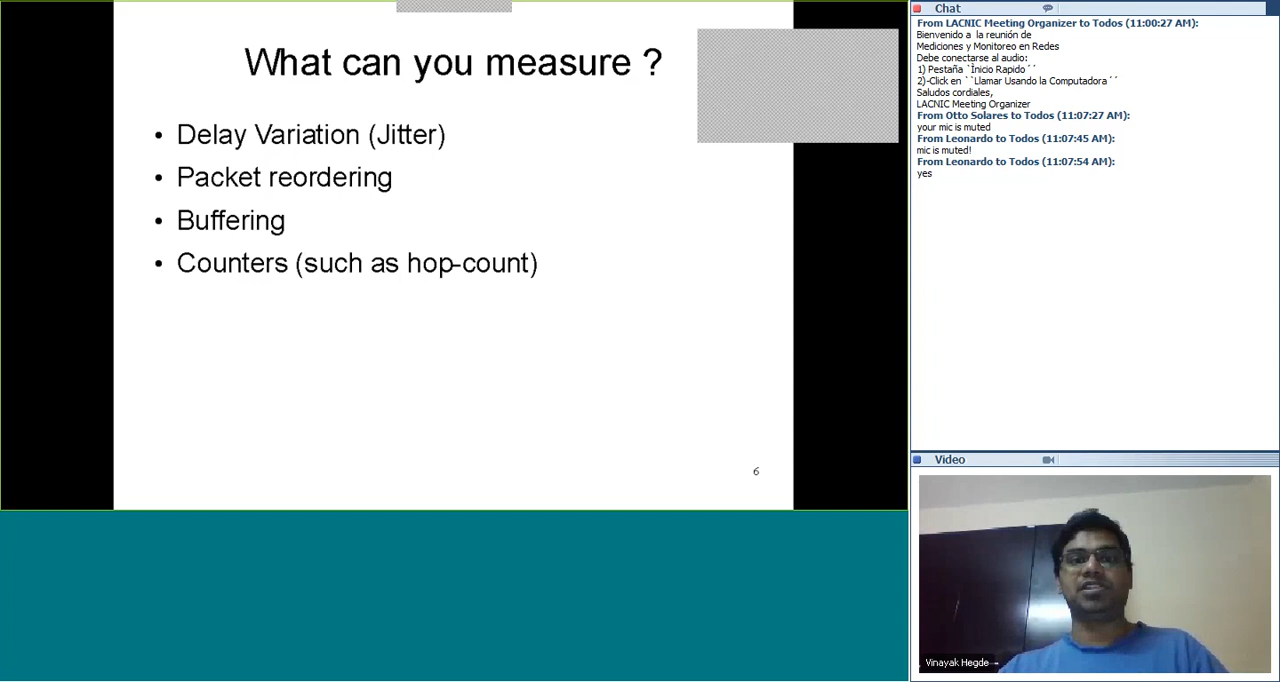 What can you measure ?
• Delay Variation (Jitter)
• Packet reordering
• Buffering
• Counters (such as hop-count)
6
Chat
From LACNIC Meeting Organizer to Todos (11:00:27 AM):
Bienvenido a la reunión de
Mediciones y Monitoreo en Redes
Debe conectarse al audio:
1) Pestaña `Ínicio Rapido´´
2)-Click en ``Llamar Usando la Computadora´´
Saludos cordiales,
LACNIC Meeting Organizer
From Otto Solares to Todos (11:07:27 AM):
your mic is muted
From Leonardo to Todos (11:07:45 AM):
mic is muted!
From Leonardo to Todos (11:07:54 AM):
yes
Video
Vinayak Hegde